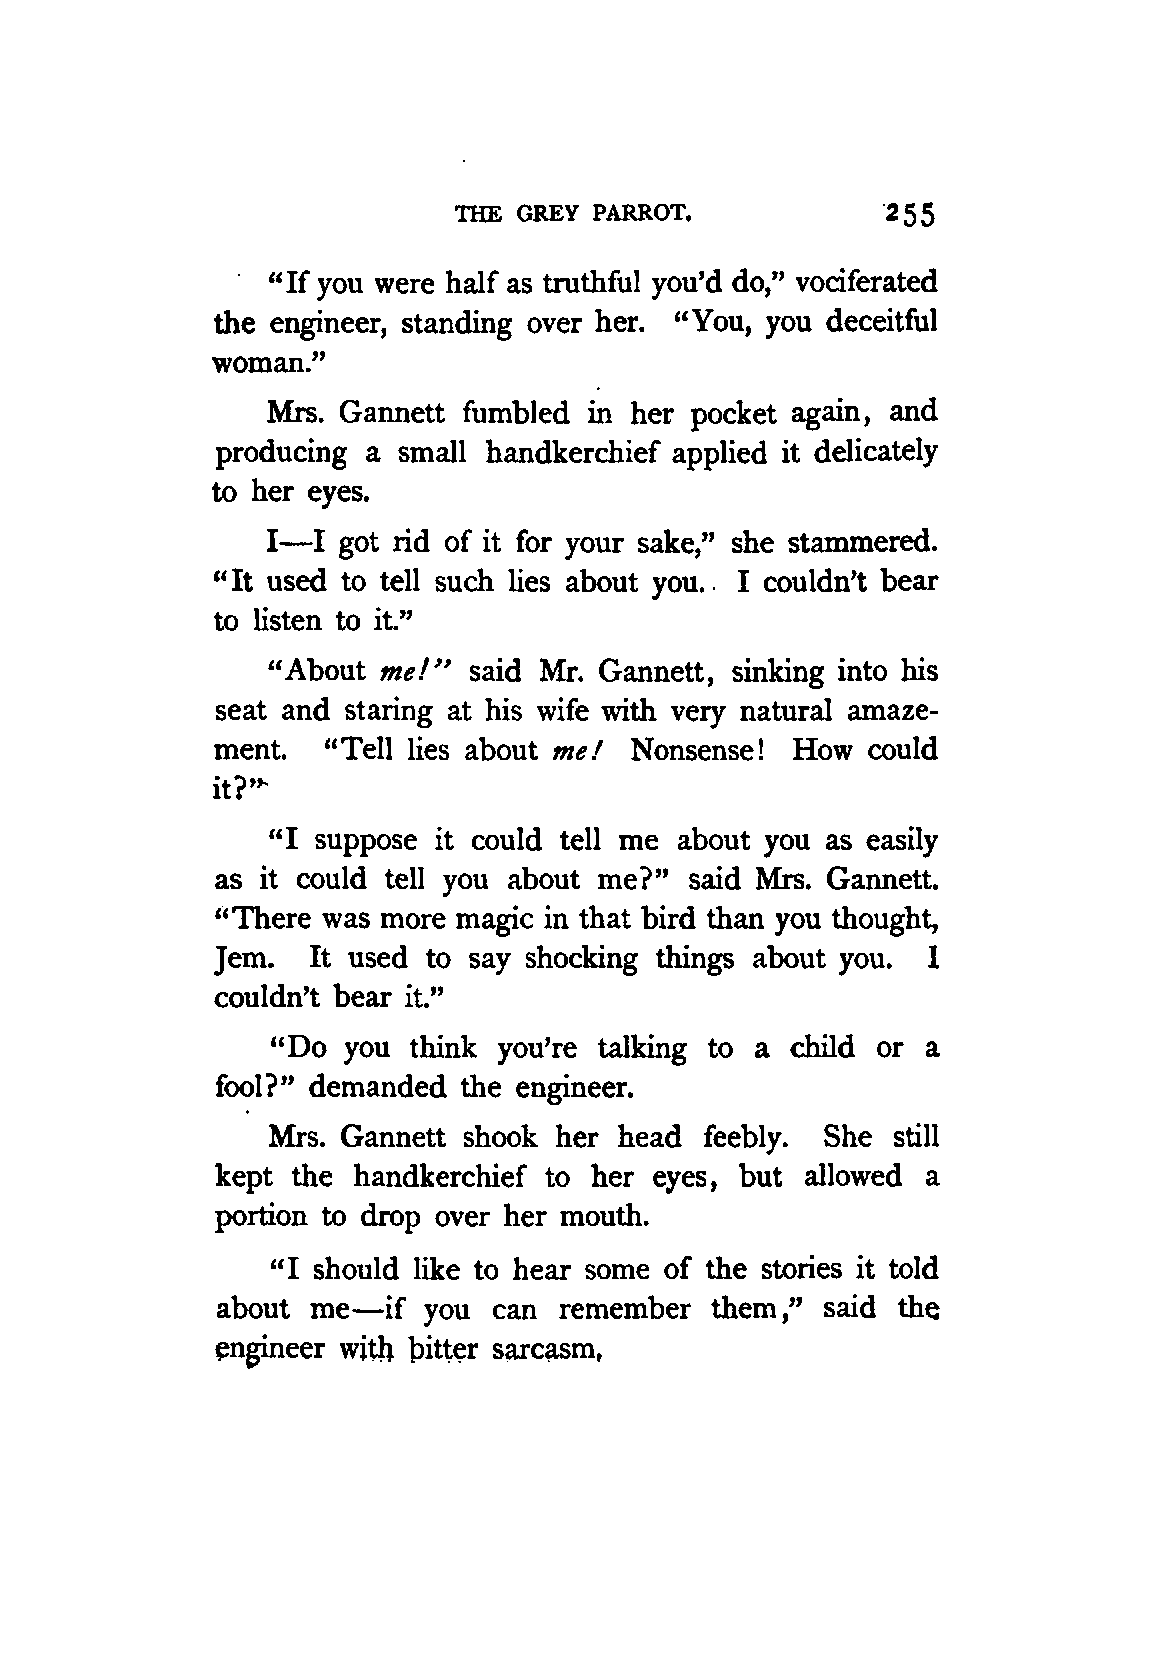 THE GREY PARROT. 255
“If you were half as truthful you’d do,” vociferated
the engineer, standing over her. “You, you deceitful
woman.”
Mrs. Gannett fumbled in her pocket again, and
producing a small handkerchief applied it delicately
to her eyes.
I—I got rid of it for your sake,” she stammered.
“It used to tell such lies about you. I couldn’t bear
to listen to it.”
“About me!” said Mr. Gannett, sinking into his
seat and staring at his wife with very natural amaze-
ment. “Tell lies about me! Nonsense! How could
it?”
“I suppose it could tell me about you as easily
as it could tell you about me?” said Mrs. Gannett.
“There was more magic in that bird than you thought,
Jem. It used to say shocking things about you. I
couldn’t bear it.”
“Do you think you’re talking to a child or a
fool?” demanded the engineer.
Mrs. Gannett shook her head feebly. She still
kept the handkerchief to her eyes, but allowed a
portion to drop over her mouth.
“I should like to hear some of the stories it told
about me—if you can remember them,” said the
engineer with bitter sarcasm,